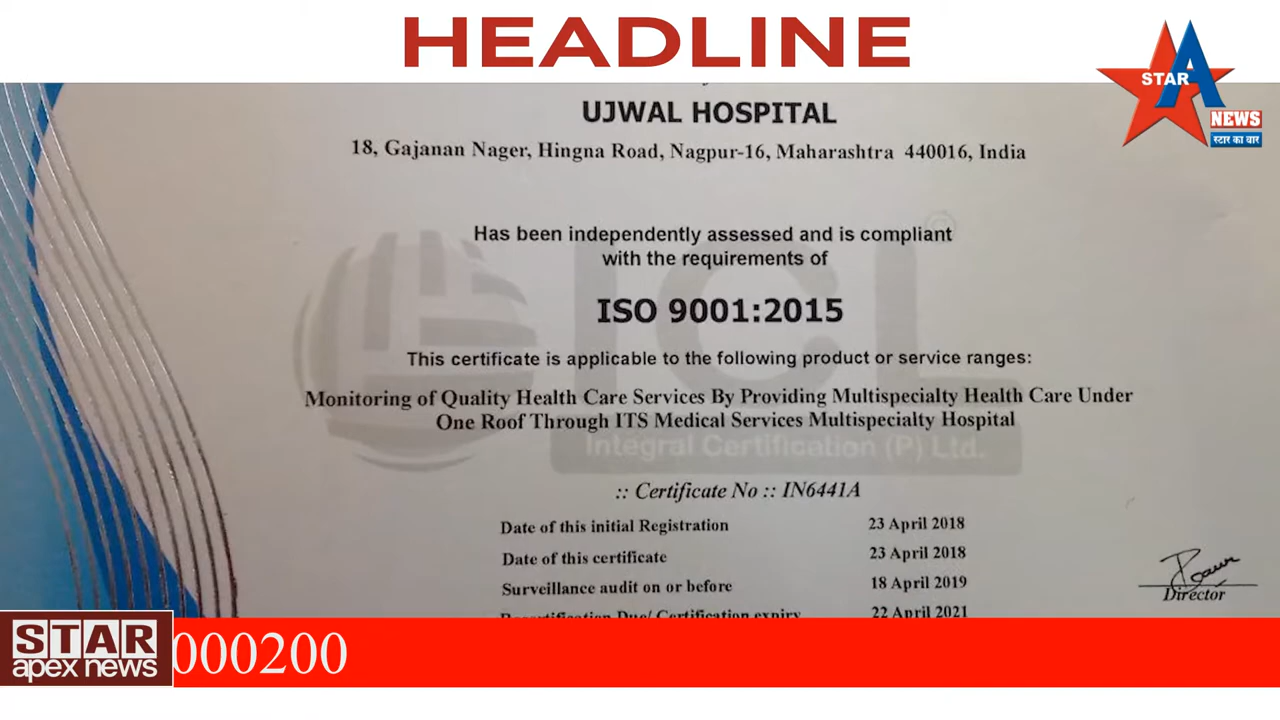 HEADLINE
STAR A
NEWS
स्टार का वार
UJWAL HOSPITAL
18, Gajanan Nager, Hingna Road, Nagpur-16, Maharashtra 440016, India
Has been independently assessed and is compliant
with the requirements of
ISO 9001:2015
This certificate is applicable to the following product or service ranges:
Monitoring of Quality Health Care Services By Providing Multispecialty Health Care Under
One Roof Through ITS Medical Services Multispecialty Hospital
ICL
Integral Certification (P) Ltd.
:: Certificate No :: IN6441A
Date of this initial Registration 23 April 2018
Date of this certificate 23 April 2018
Surveillance audit on or before 18 April 2019
Recertification Due/ Certification expiry 22 April 2021
Director
STAR
apex news
000200